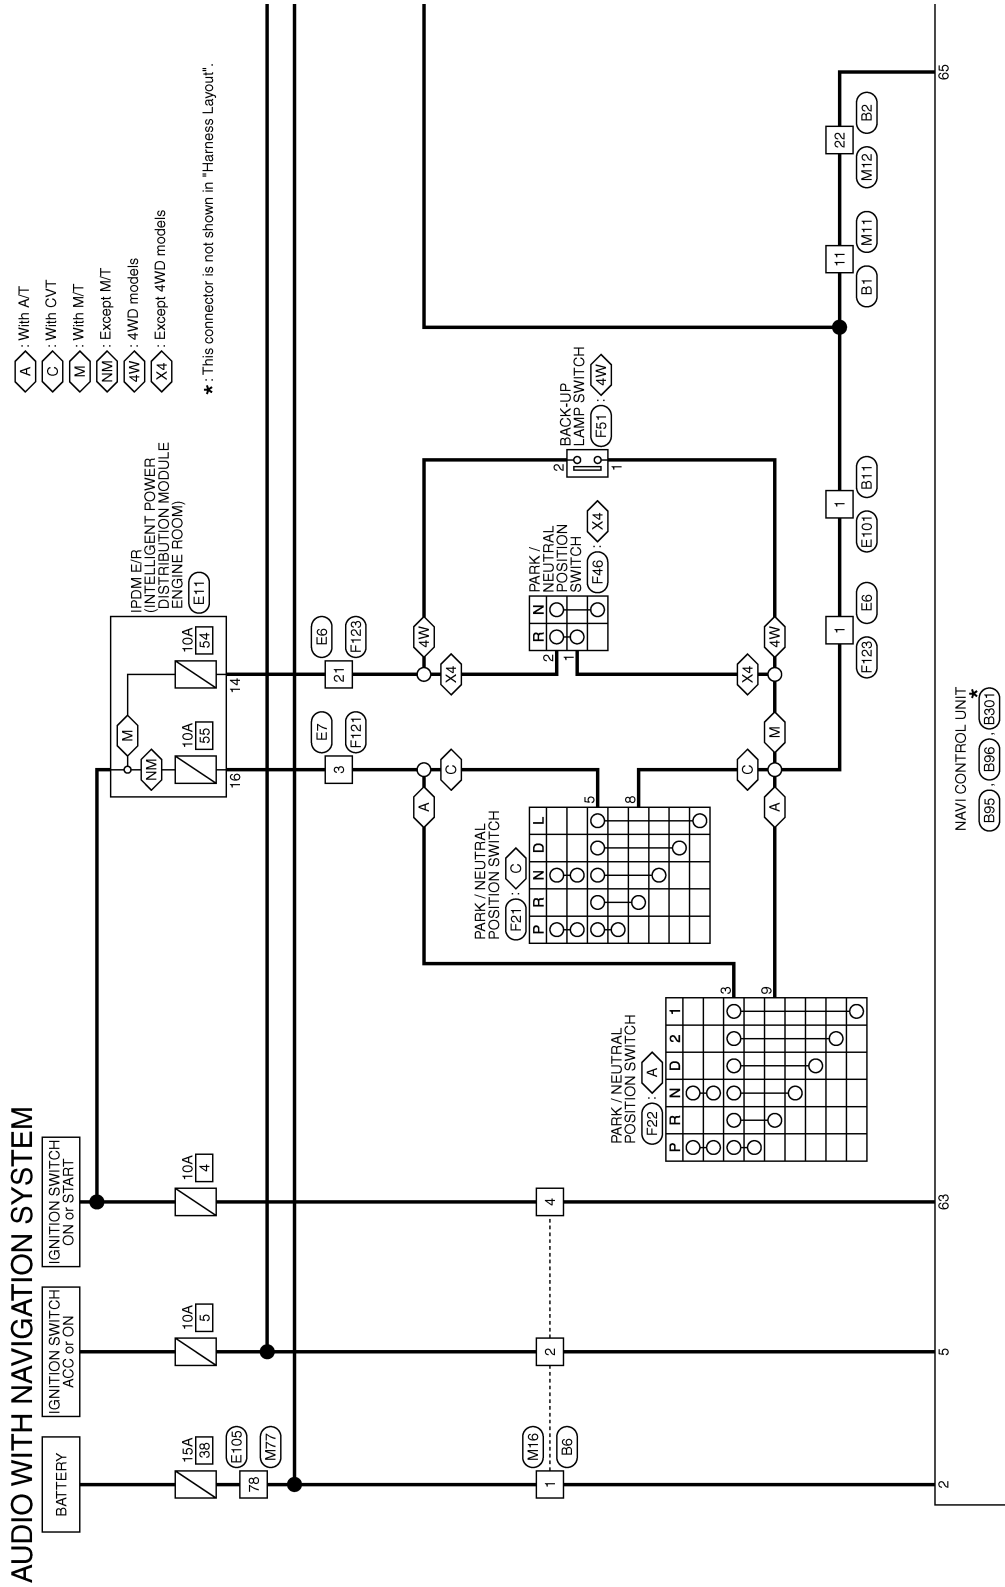 AUDIO WITH NAVIGATION SYSTEM
BATTERY
IGNITION SWITCH
ACC or ON
IGNITION SWITCH
ON or START
15A
38
10A
5
10A
4
E105
78
M77
M16
1
B6
2
4
2
5
63
65
IPDM E/R
(INTELLIGENT POWER
DISTRIBUTION MODULE
ENGINE ROOM)
E11
M
NM
10A
55
10A
54
16
14
E7
3
F121
E6
21
F123
A
C
X4
4W
PARK / NEUTRAL
POSITION SWITCH
F22 : A
P R N D 2 1
3
9
PARK / NEUTRAL
POSITION SWITCH
F21 : C
P R N D L
5
8
PARK /
NEUTRAL
POSITION
SWITCH
F46 : X4
R N
2
1
BACK-UP
LAMP SWITCH
F51 : 4W
2
1
A
C
M
X4
4W
1
F123
E6
1
E101
B11
11
B1
M11
22
M12
B2
A : With A/T
C : With CVT
M : With M/T
NM : Except M/T
4W : 4WD models
X4 : Except 4WD models
* : This connector is not shown in "Harness Layout".
NAVI CONTROL UNIT
B95 , B96 , B301 *